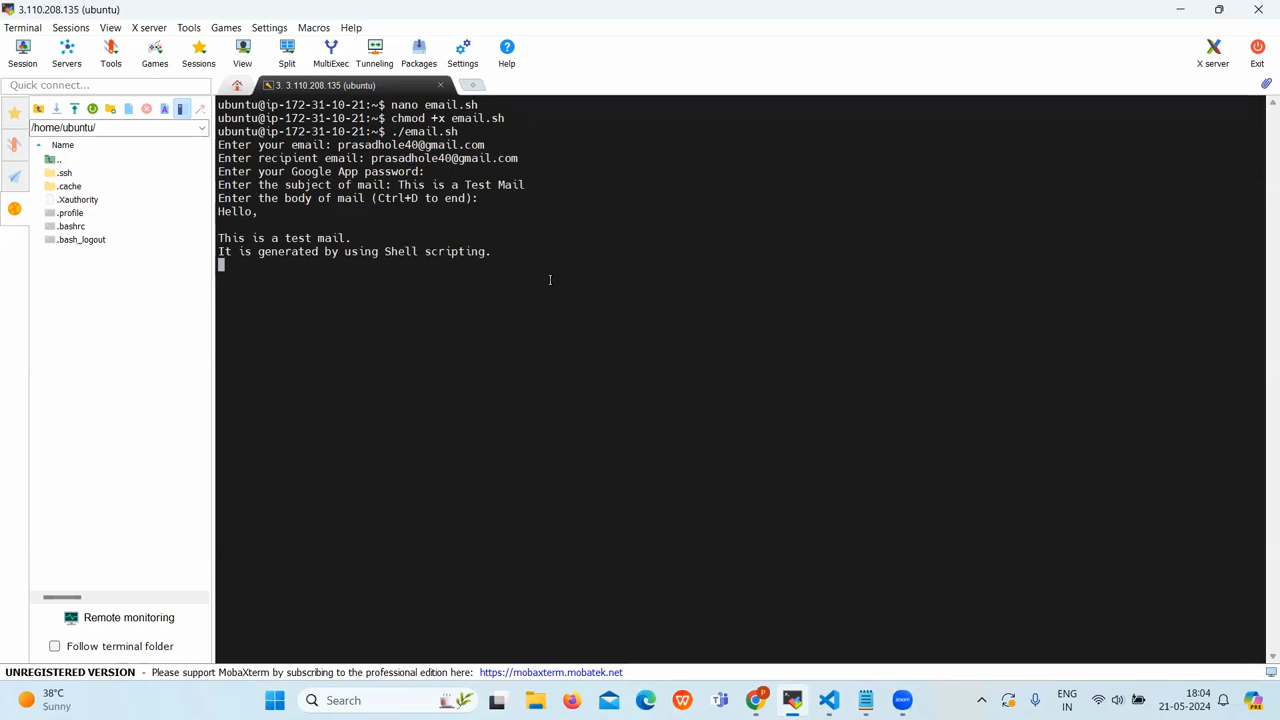 3.110.208.135 (ubuntu)
Terminal Sessions View X server Tools Games Settings Macros Help
Session Servers Tools Games Sessions View Split MultiExec Tunneling Packages Settings Help X server Exit
Quick connect...
3. 3.110.208.135 (ubuntu)
/home/ubuntu/
Name
..
.ssh
.cache
.Xauthority
.profile
.bashrc
.bash_logout
Remote monitoring
Follow terminal folder
ubuntu@ip-172-31-10-21:~$ nano email.sh
ubuntu@ip-172-31-10-21:~$ chmod +x email.sh
ubuntu@ip-172-31-10-21:~$ ./email.sh
Enter your email: prasadhole40@gmail.com
Enter recipient email: prasadhole40@gmail.com
Enter your Google App password:
Enter the subject of mail: This is a Test Mail
Enter the body of mail (Ctrl+D to end):
Hello,
This is a test mail.
It is generated by using Shell scripting.
UNREGISTERED VERSION - Please support MobaXterm by subscribing to the professional edition here: https://mobaxterm.mobatek.net
38°C
Sunny
Search
ENG
IN
18:04
21-05-2024